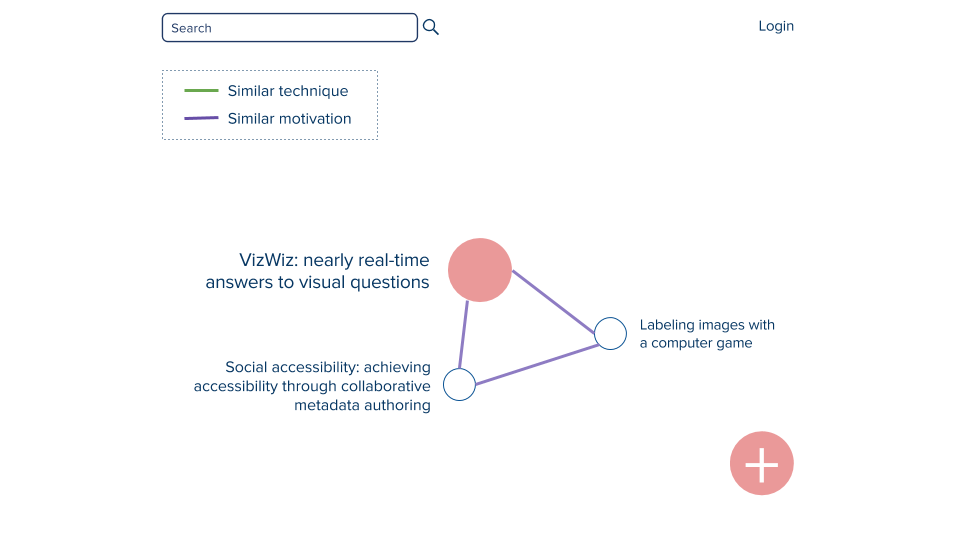 Search
Login
Similar technique
Similar motivation
VizWiz: nearly real-time
answers to visual questions
Labeling images with
a computer game
Social accessibility: achieving
accessibility through collaborative
metadata authoring